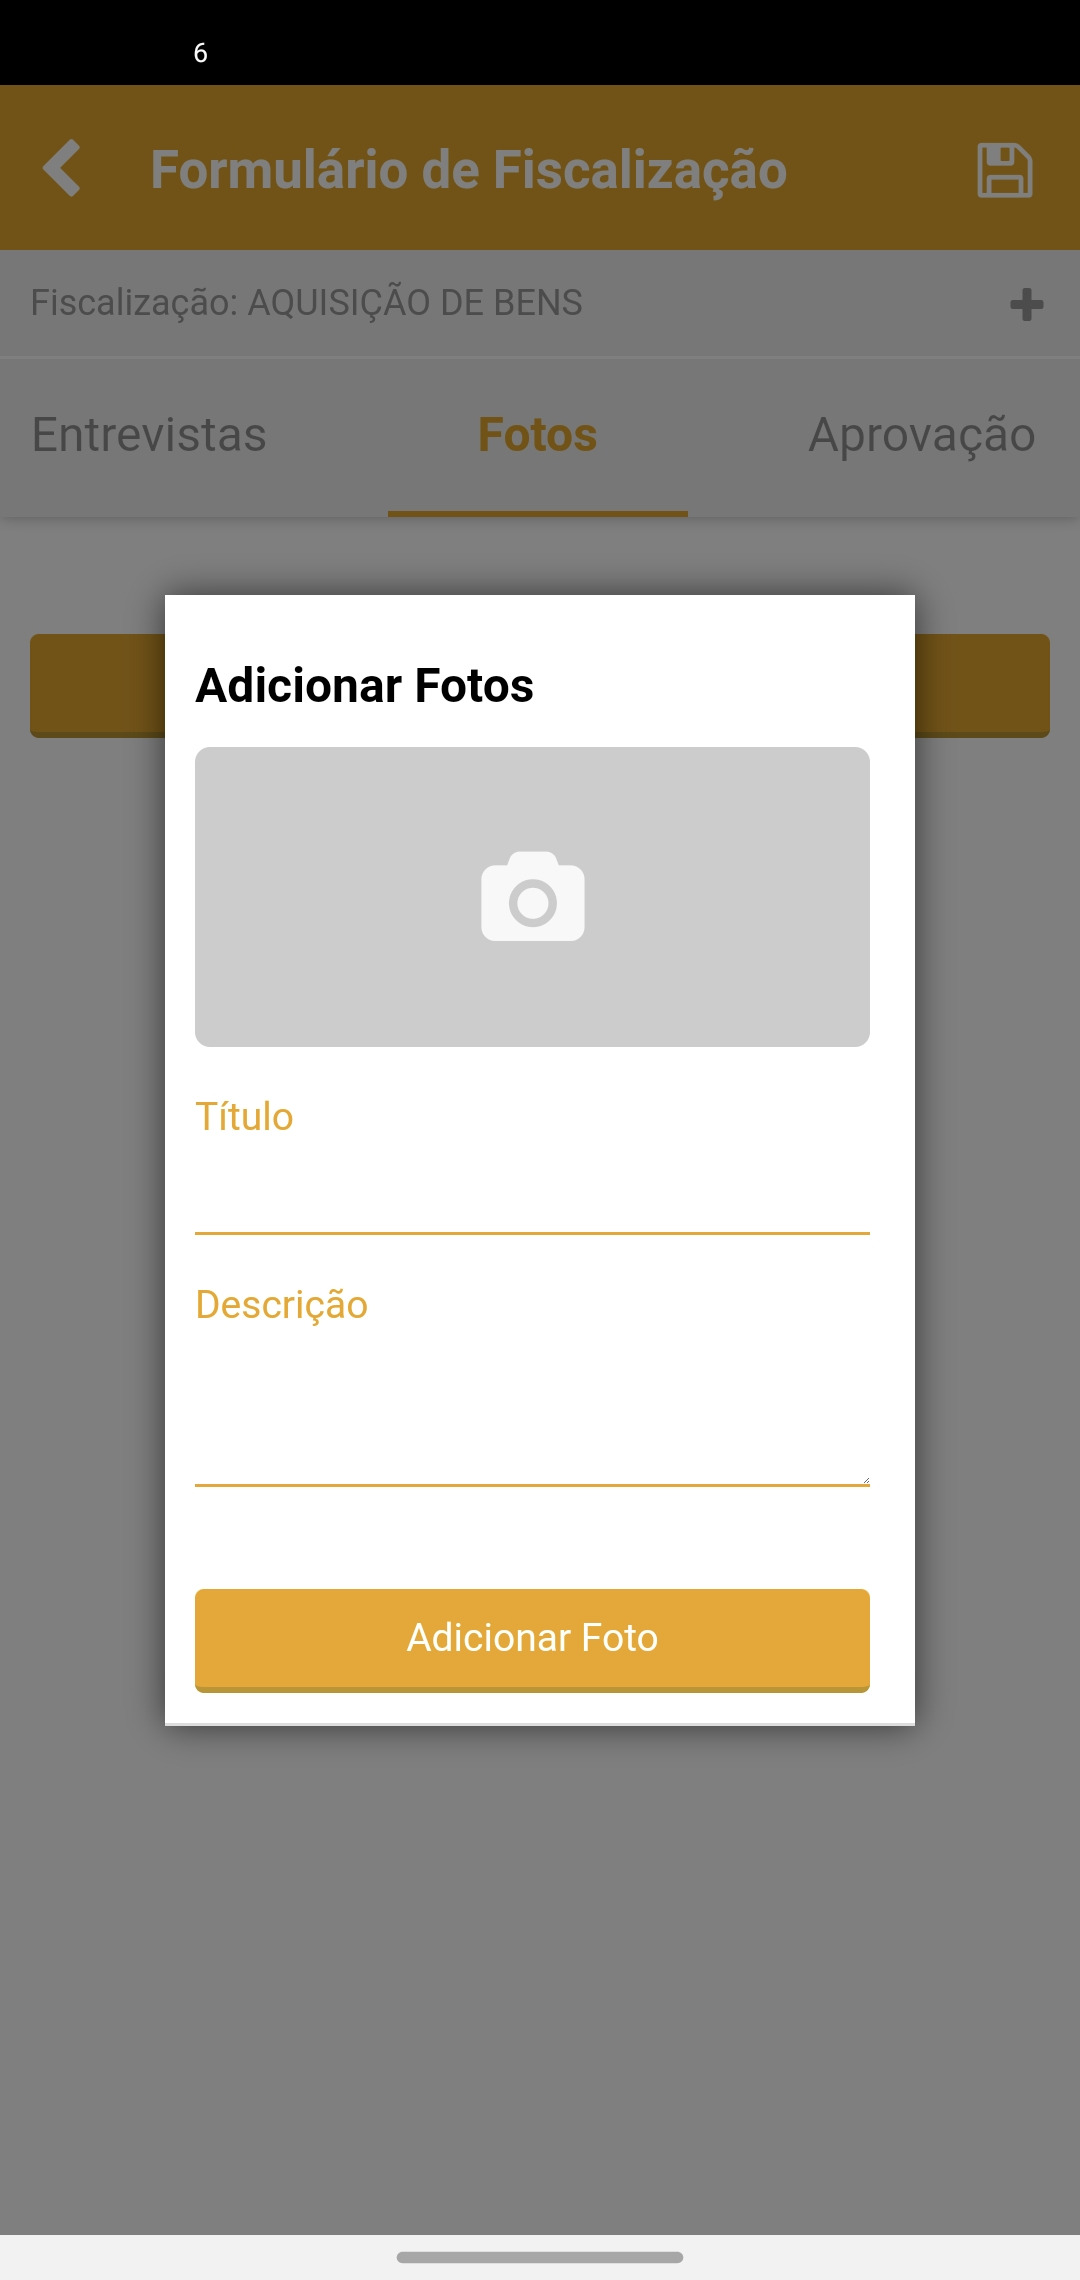 6
Formulário de Fiscalização
Fiscalização: AQUISIÇÃO DE BENS
Entrevistas Fotos Aprovação
Adicionar Fotos
Título
Descrição
Adicionar Foto